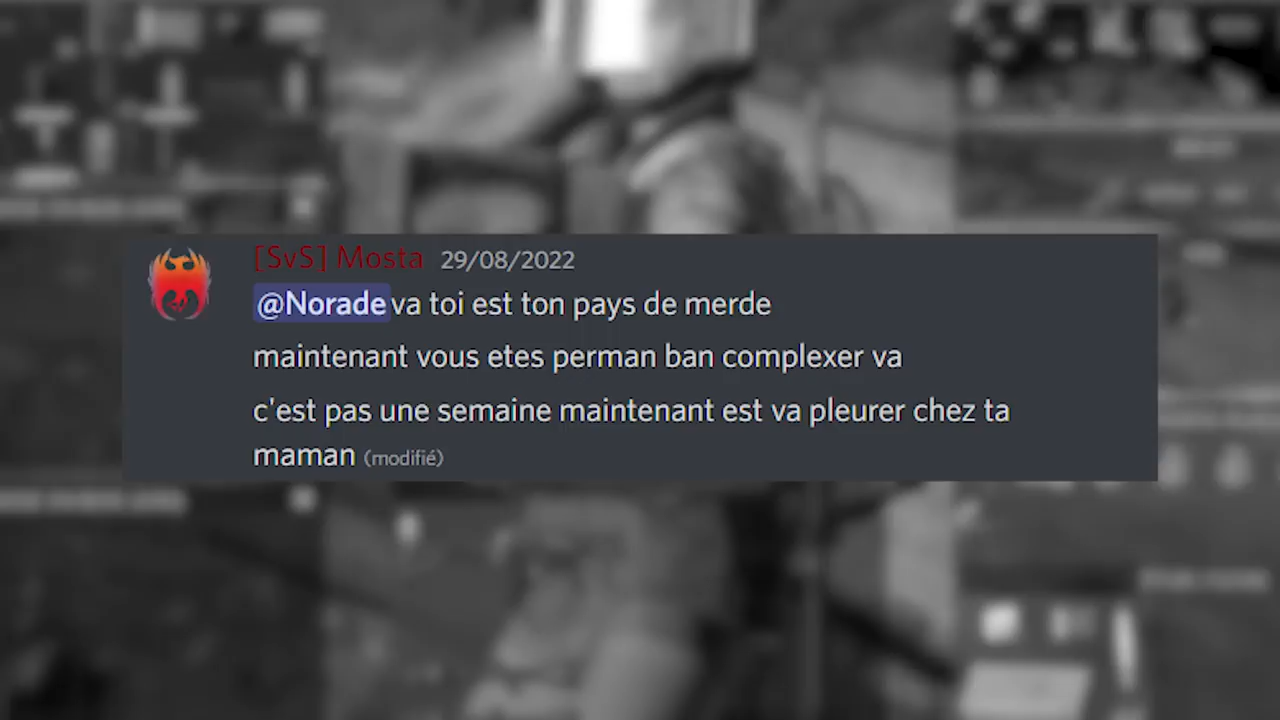 [SvS] Mosta 29/08/2022
@Norade va toi est ton pays de merde
maintenant vous etes perman ban complexer va
c'est pas une semaine maintenant est va pleurer chez ta
maman (modifié)